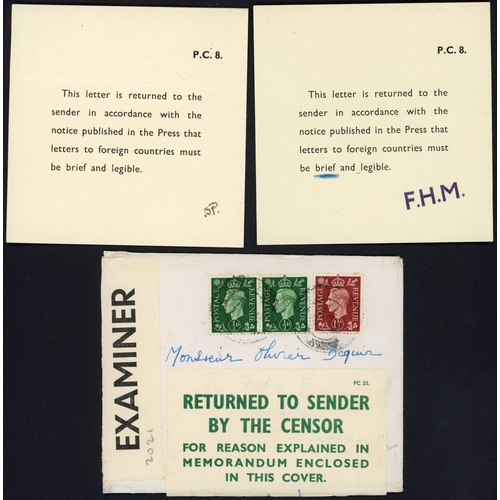 P.C. 8.
This letter is returned to the
sender in accordance with the
notice published in the Press that
letters to foreign countries must
be brief and legible.
P.C. 8.
This letter is returned to the
sender in accordance with the
notice published in the Press that
letters to foreign countries must
be brief and legible.
F.H.M.
EXAMINER
2021
POSTAGE REVENUE
POSTAGE REVENUE
POSTAGE REVENUE
Monsieur Olivier
PC 23.
RETURNED TO SENDER
BY THE CENSOR
FOR REASON EXPLAINED IN
MEMORANDUM ENCLOSED
IN THIS COVER.